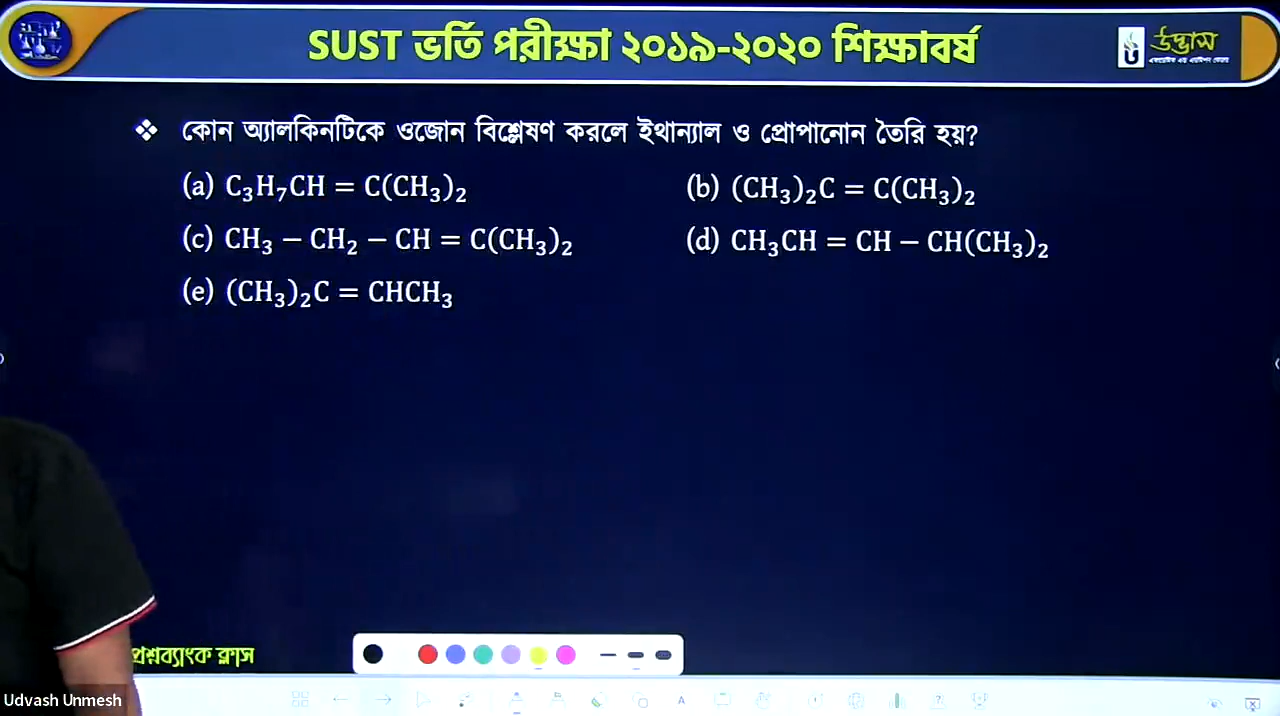 SUST ভর্তি পরীক্ষা ২০১৯-২০২০ শিক্ষাবর্ষ
উদ্ভাস
U
❖ কোন অ্যালকিনটিকে ওজোন বিশ্লেষণ করলে ইথান্যাল ও প্রোপানোন তৈরি হয়?
(a) C₃H₇CH = C(CH₃)₂ (b) (CH₃)₂C = C(CH₃)₂
(c) CH₃ − CH₂ − CH = C(CH₃)₂ (d) CH₃CH = CH − CH(CH₃)₂
(e) (CH₃)₂C = CHCH₃
প্রশ্নব্যাংক ক্লাস
Udvash Unmesh